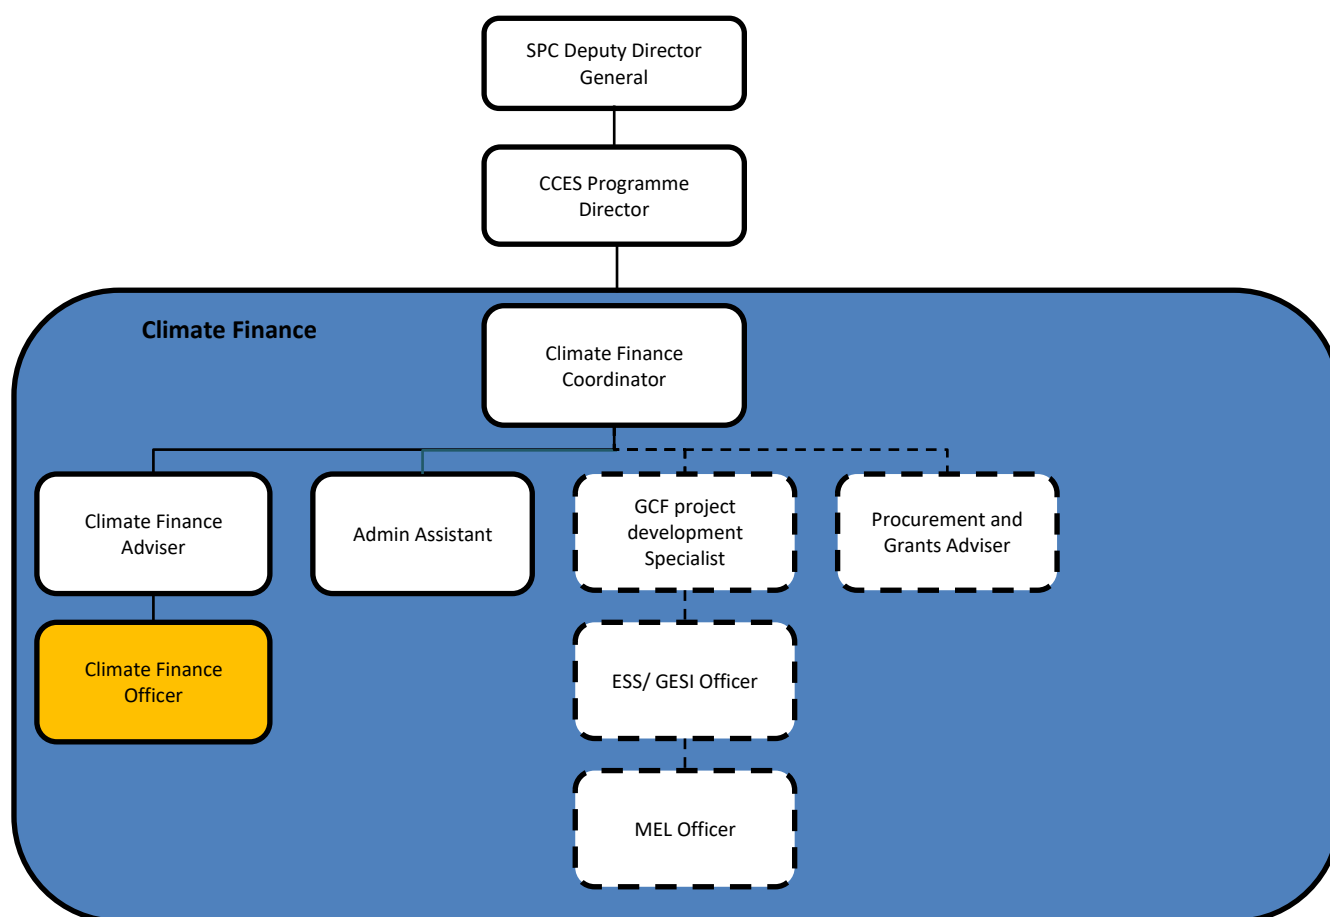 SPC Deputy Director
General
CCES Programme
Director
Climate Finance
Climate Finance
Coordinator
Climate Finance
Adviser
Admin Assistant
GCF project
development
Specialist
Procurement and
Grants Adviser
Climate Finance
Officer
ESS/ GESI Officer
MEL Officer